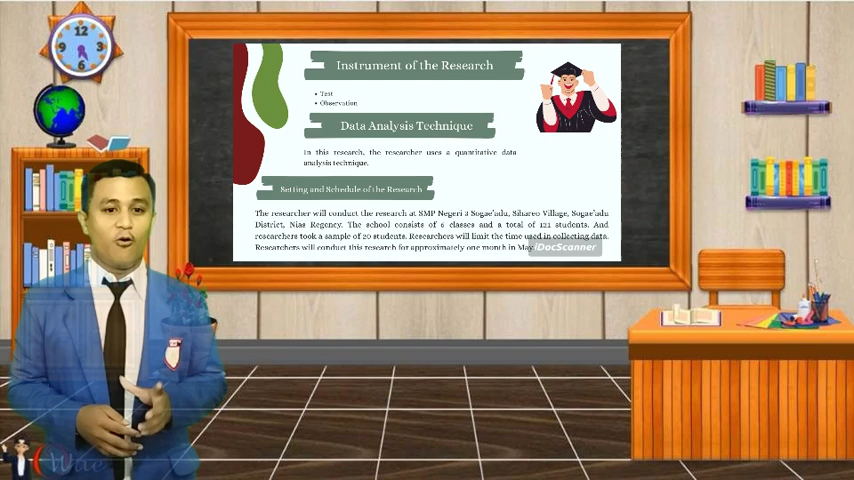 12
9
3
6
Instrument of the Research
• Test
• Observation
Data Analysis Technique
In this research, the researcher uses a quantitative data
analysis technique.
Setting and Schedule of the Research
The researcher will conduct the research at SMP Negeri 3 Sogae'adu, Sihareo Village, Sogae'adu
District, Nias Regency. The school consists of 6 classes and a total of 121 students. And
researchers took a sample of 20 students. Researchers will limit the time used in collecting data.
Researchers will conduct this research for approximately one month in May
iDocScanner